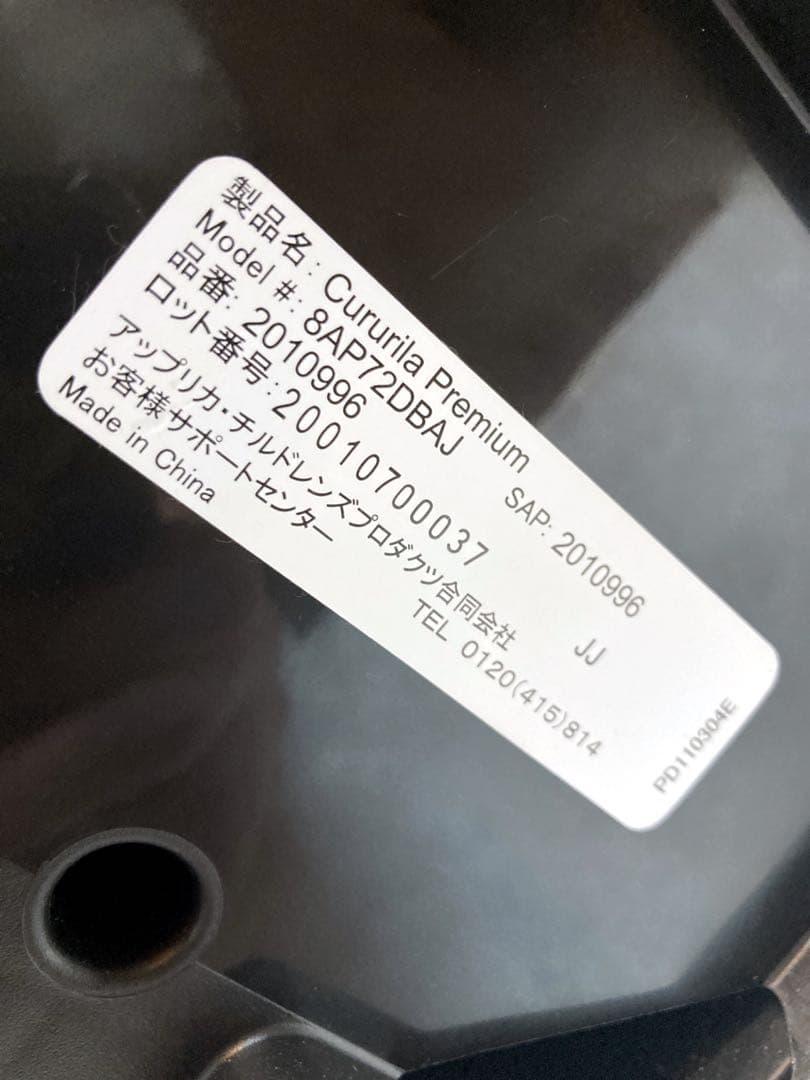 製品名: Cururila Premium
Model #: 8AP72DBAJ SAP: 2010996
品番: 2010996
ロット番号: 20010700037 JJ
アップリカ・チルドレンズプロダクツ合同会社
お客様サポートセンター TEL 0120(415)814
Made in China
PD110304E